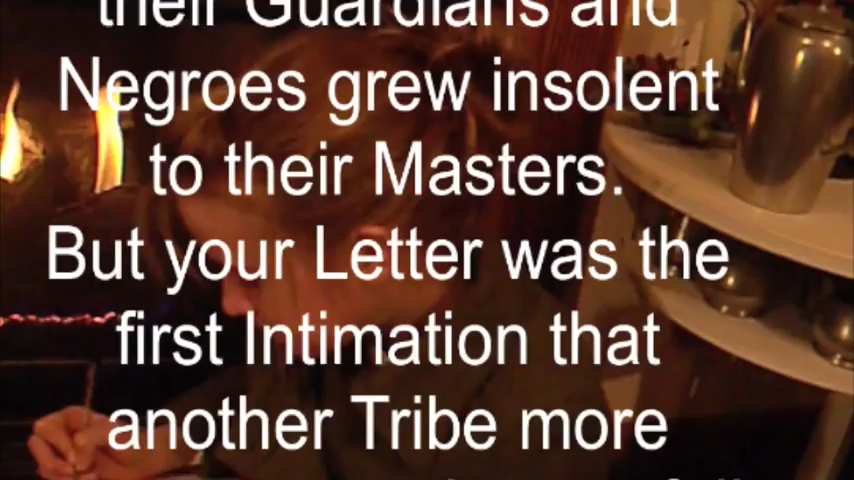 their Guardians and
Negroes grew insolent
to their Masters.
But your Letter was the
first Intimation that
another Tribe more